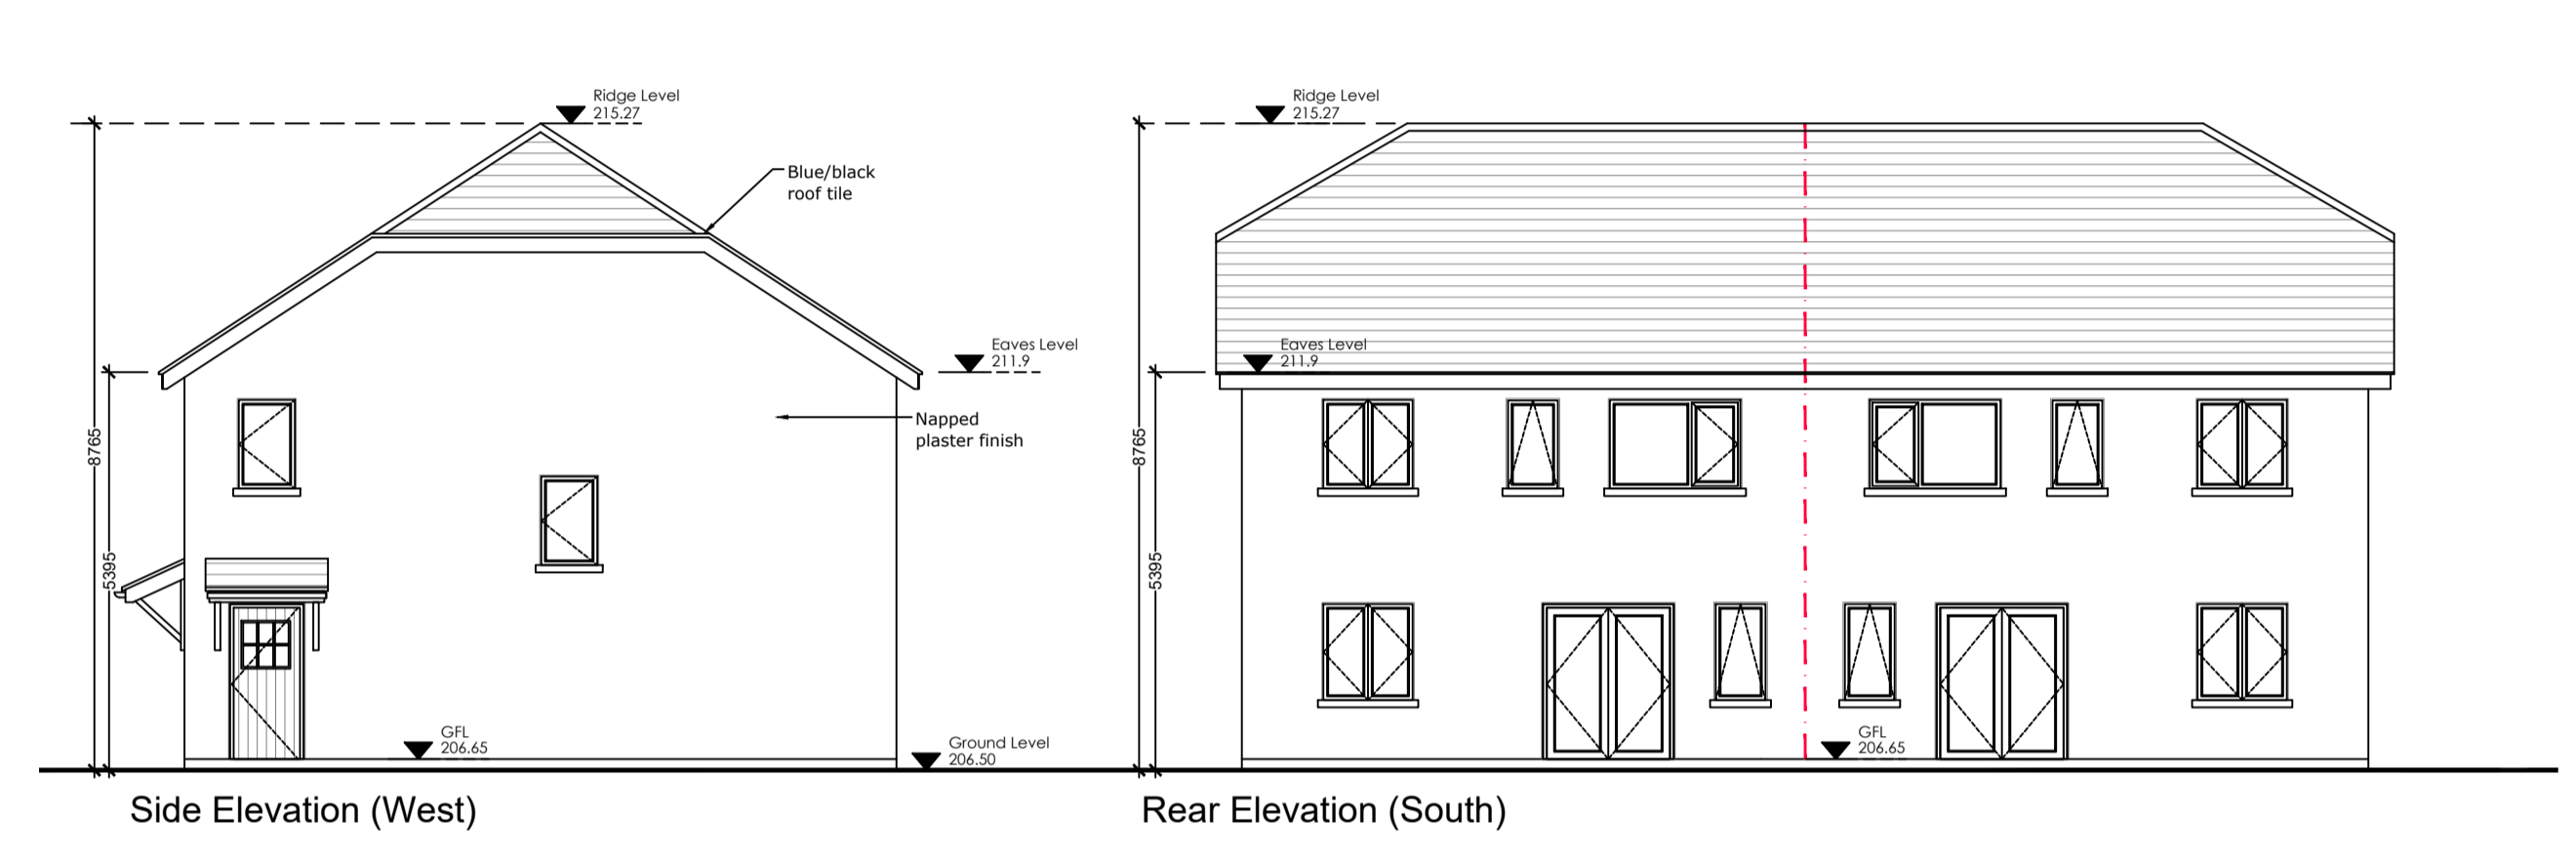 Ridge Level
215.27
Blue/black
roof tile
Eaves Level
211.9
Napped
plaster finish
8765
5395
GFL
206.65
Ground Level
206.50
Side Elevation (West)
Ridge Level
215.27
Eaves Level
211.9
8765
5395
GFL
206.65
Rear Elevation (South)